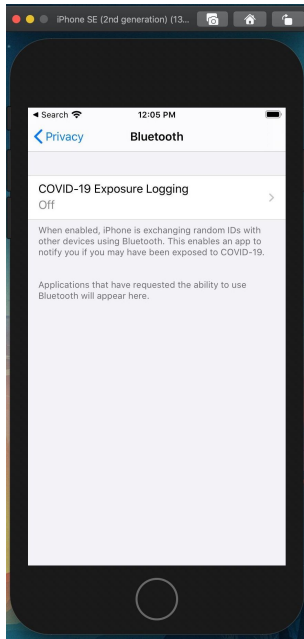 iPhone SE (2nd generation) (13...
Search 12:05 PM
Privacy Bluetooth
COVID-19 Exposure Logging
Off
When enabled, iPhone is exchanging random IDs with
other devices using Bluetooth. This enables an app to
notify you if you may have been exposed to COVID-19.
Applications that have requested the ability to use
Bluetooth will appear here.